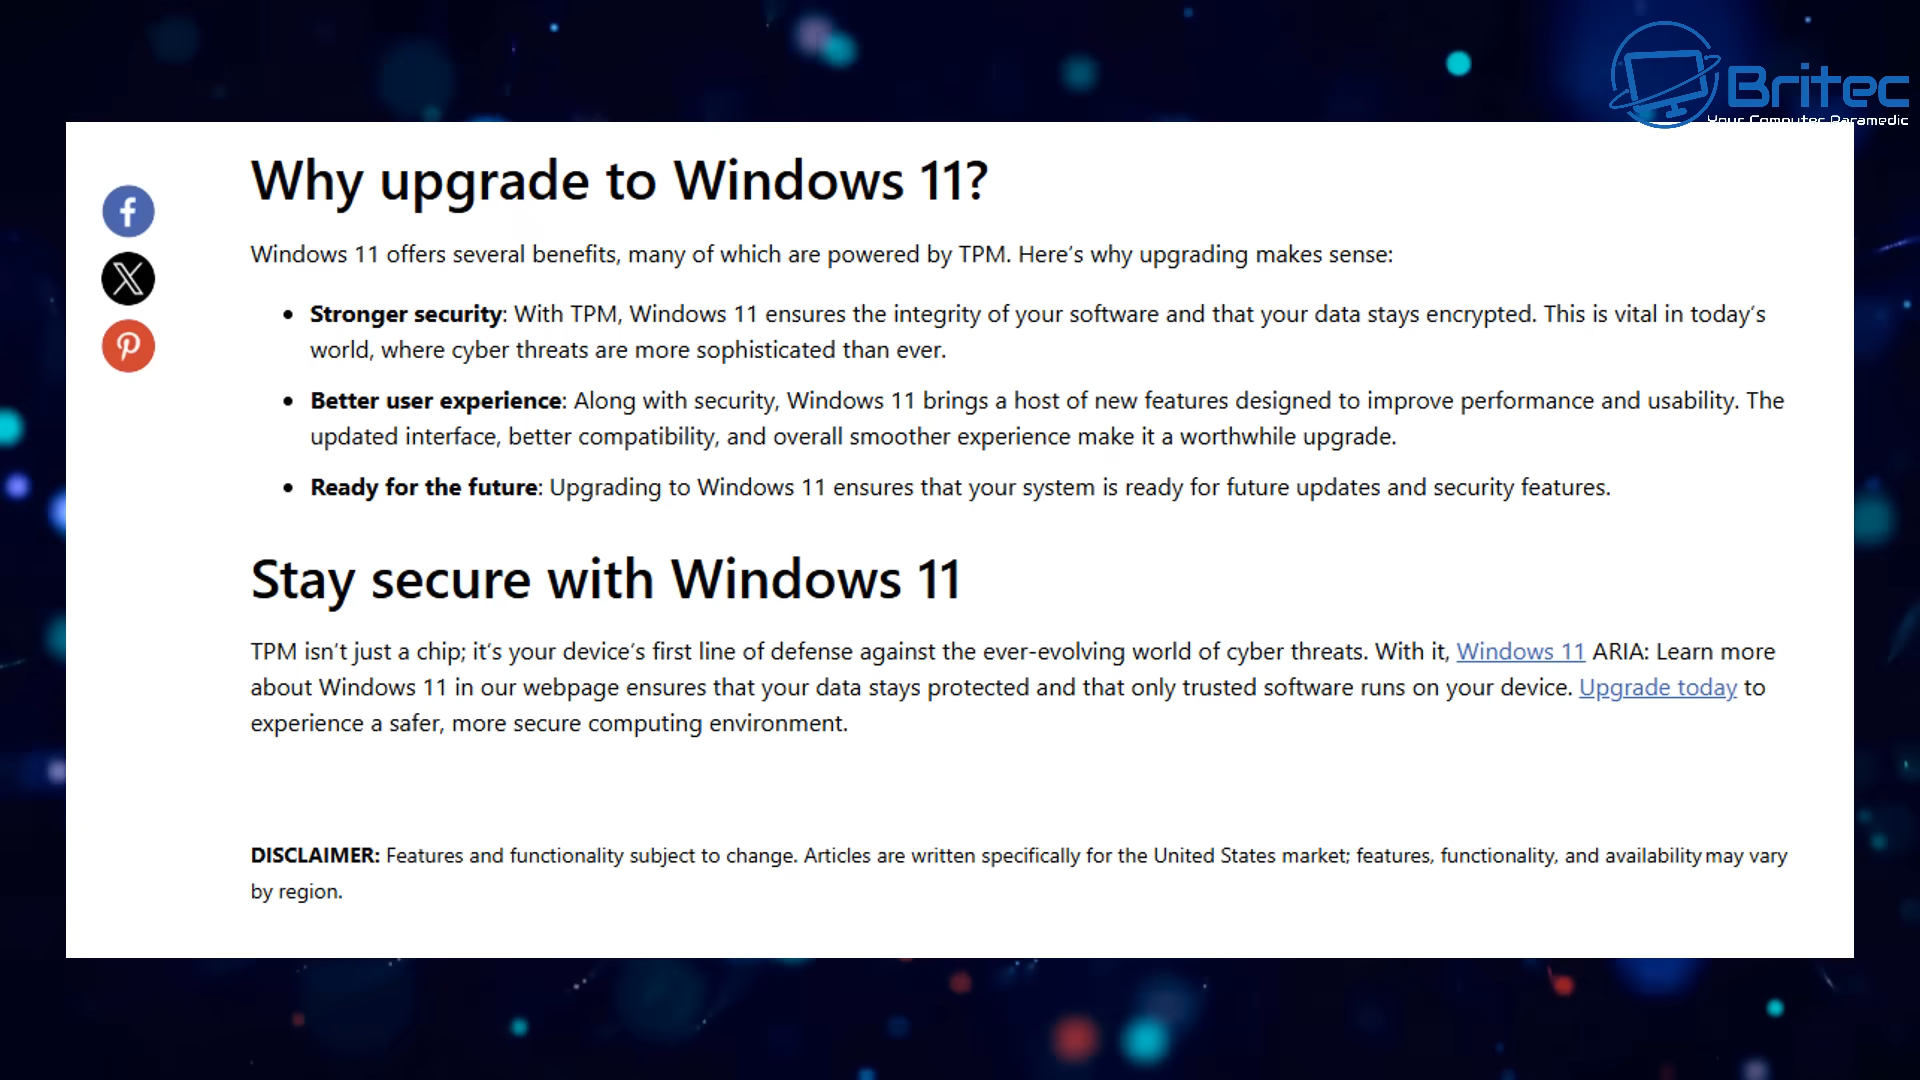 Britec
Your Computer Paramedic
Why upgrade to Windows 11?
Windows 11 offers several benefits, many of which are powered by TPM. Here’s why upgrading makes sense:
• Stronger security: With TPM, Windows 11 ensures the integrity of your software and that your data stays encrypted. This is vital in today’s
world, where cyber threats are more sophisticated than ever.
• Better user experience: Along with security, Windows 11 brings a host of new features designed to improve performance and usability. The
updated interface, better compatibility, and overall smoother experience make it a worthwhile upgrade.
• Ready for the future: Upgrading to Windows 11 ensures that your system is ready for future updates and security features.
Stay secure with Windows 11
TPM isn’t just a chip; it’s your device’s first line of defense against the ever-evolving world of cyber threats. With it, Windows 11 ARIA: Learn more
about Windows 11 in our webpage ensures that your data stays protected and that only trusted software runs on your device. Upgrade today to
experience a safer, more secure computing environment.
DISCLAIMER: Features and functionality subject to change. Articles are written specifically for the United States market; features, functionality, and availability may vary
by region.